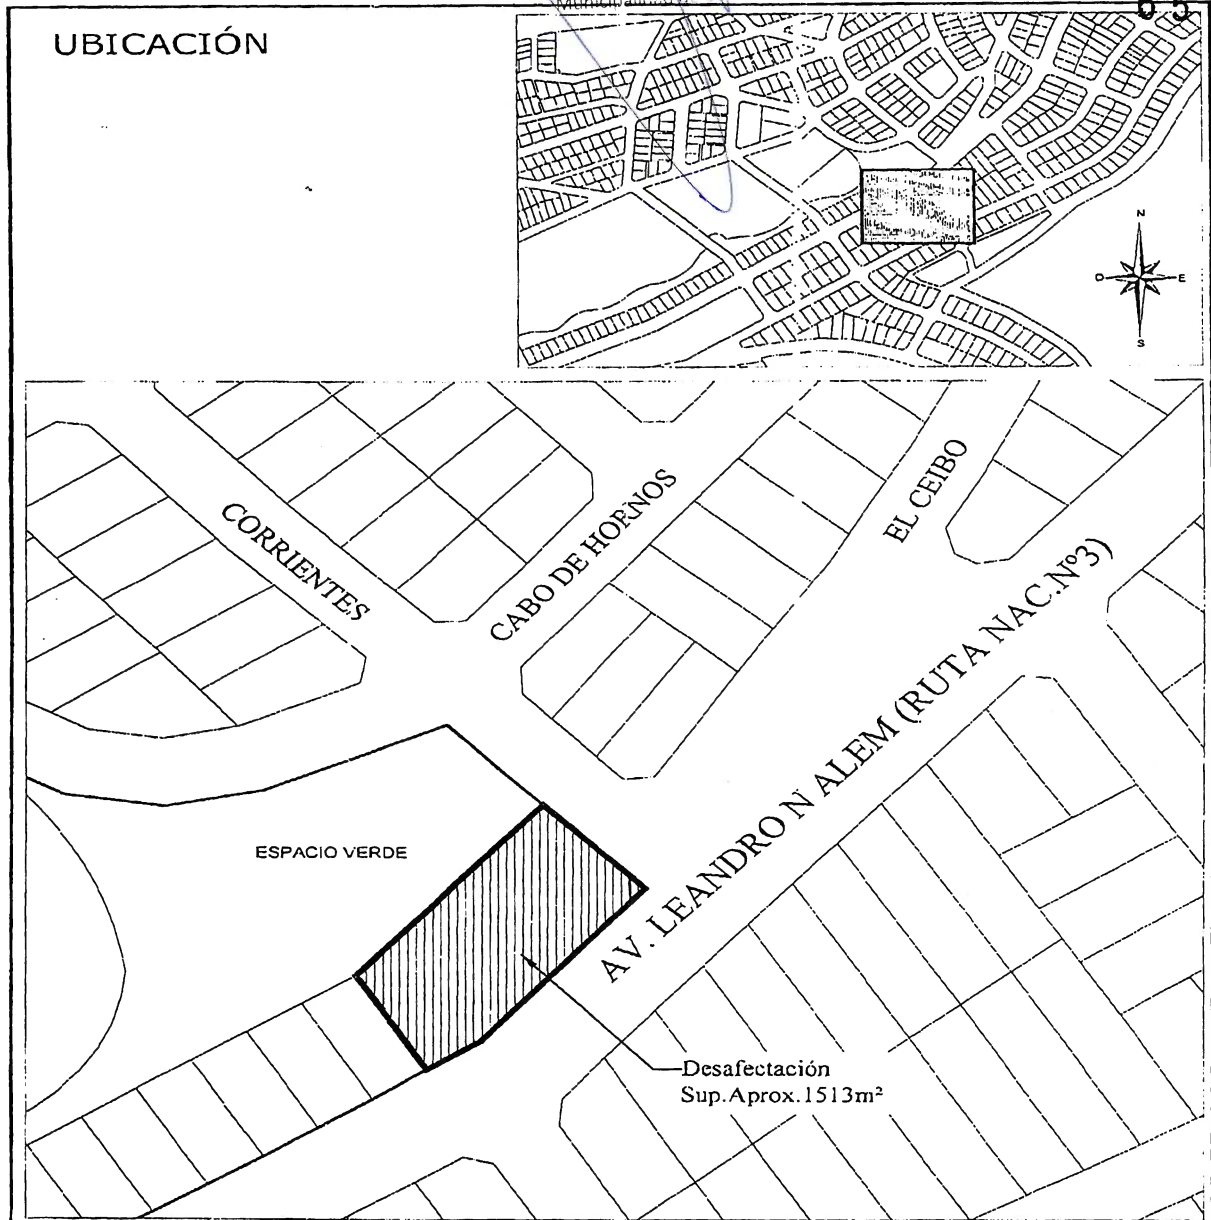 UBICACIÓN
65
N
O E
S
CORRIENTES
CABO DE HORNOS
EL CEIBO
AV. LEANDRO N ALEM (RUTA NAC.Nº3)
ESPACIO VERDE
Desafectación
Sup.Aprox.1513m²